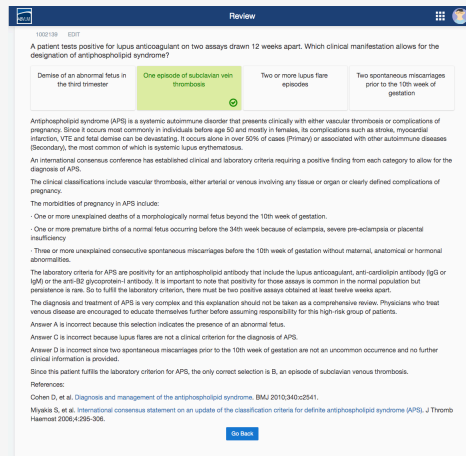 ABVLM
Review
1002138 EDIT
A patient tests positive for lupus anticoagulant on two assays drawn 12 weeks apart. Which clinical manifestation allows for the
designation of antiphospholipid syndrome?
Demise of an abnormal fetus in
the third trimester
One episode of subclavian vein
thrombosis
Two or more lupus flare
episodes
Two spontaneous miscarriages
prior to the 10th week of
gestation
Antiphospholipid syndrome (APS) is a systemic autoimmune disorder that presents clinically with either vascular thrombosis or complications of
pregnancy. Since it occurs most commonly in individuals before age 50 and mostly in females, its complications such as stroke, myocardial
infarction, VTE and fetal demise can be devastating. It occurs alone in over 50% of cases (Primary) or associated with other autoimmune diseases
(Secondary), the most common of which is systemic lupus erythematosus.
An international consensus conference has established clinical and laboratory criteria requiring a positive finding from each category to allow for the
diagnosis of APS.
The clinical classifications include vascular thrombosis, either arterial or venous involving any tissue or organ or clearly defined complications of
pregnancy.
The morbidities of pregnancy in APS include:
· One or more unexplained deaths of a morphologically normal fetus beyond the 10th week of gestation.
· One or more premature births of a normal fetus occurring before the 34th week because of eclampsia, severe pre-eclampsia or placental
insufficiency
· Three or more unexplained consecutive spontaneous miscarriages before the 10th week of gestation without maternal, anatomical or hormonal
abnormalities.
The laboratory criteria for APS are positivity for an antiphospholipid antibody that include the lupus anticoagulant, anti-cardiolipin antibody (IgG or
IgM) or the anti-B2 glycoprotein-I antibody. It is important to note that positivity for those assays is common in the normal population but
persistence is rare. So to fulfill the laboratory criterion, there must be two positive assays obtained at least twelve weeks apart.
The diagnosis and treatment of APS is very complex and this explanation should not be taken as a comprehensive review. Physicians who treat
venous disease are encouraged to educate themselves further before assuming responsibility for this high-risk group of patients.
Answer A is incorrect because this selection indicates the presence of an abnormal fetus.
Answer C is incorrect because lupus flares are not a clinical criterion for the diagnosis of APS.
Answer D is incorrect since two spontaneous miscarriages prior to the 10th week of gestation are not an uncommon occurrence and no further
clinical information is provided.
Since this patient fulfills the laboratory criterion for APS, the only correct selection is B, an episode of subclavian venous thrombosis.
References:
Cohen D, et al. Diagnosis and management of the antiphospholipid syndrome. BMJ 2010;340:c2541.
Miyakis S, et al. International consensus statement on an update of the classification criteria for definite antiphospholipid syndrome (APS). J Thromb
Haemost 2006;4:295-306.
Go Back